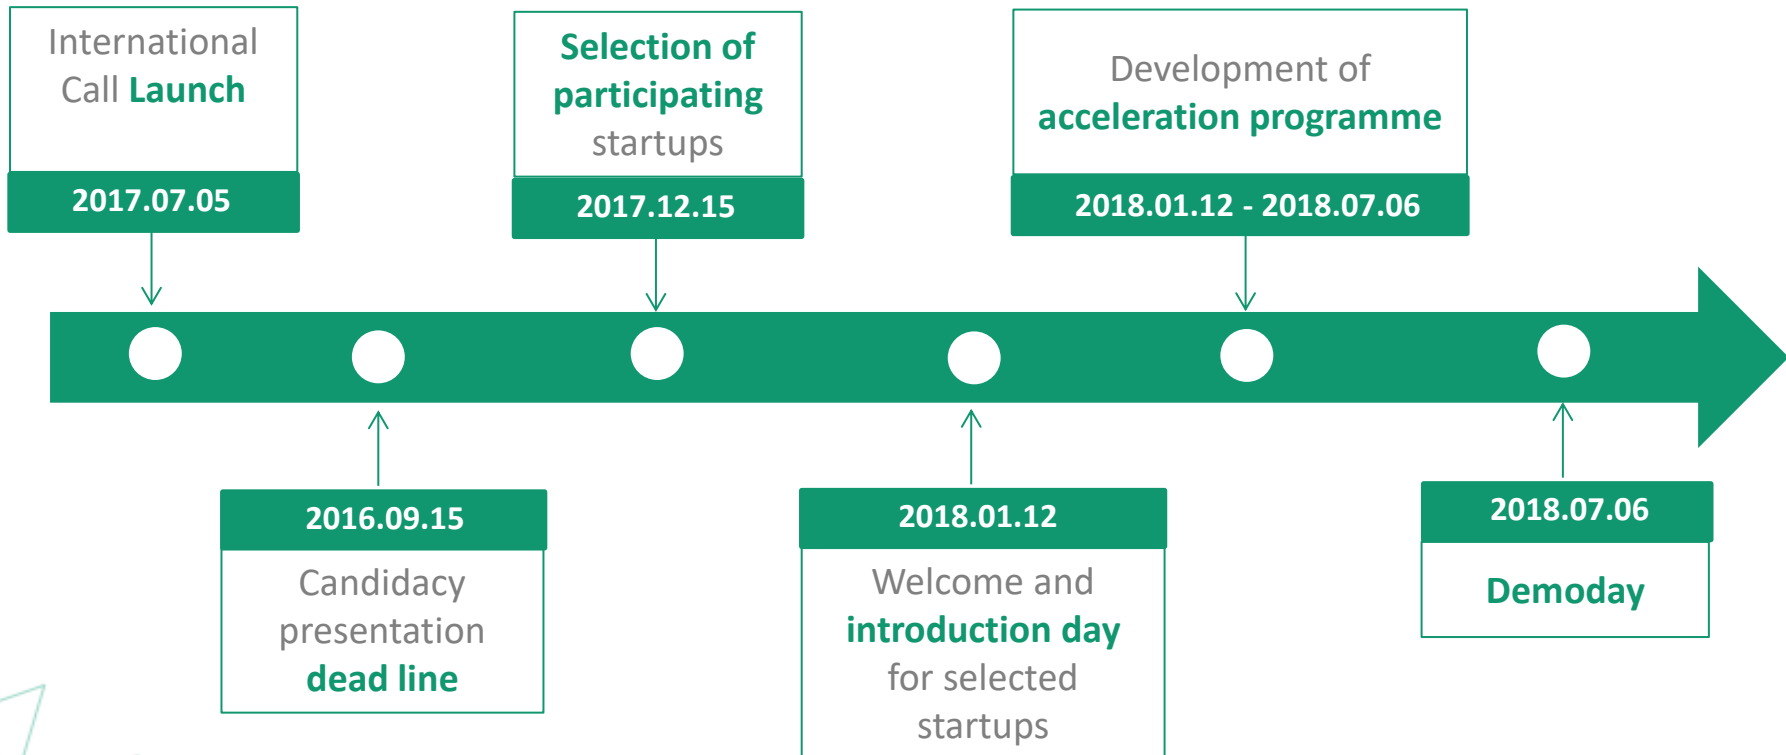 International
Call Launch
2017.07.05
Selection of
participating
startups
2017.12.15
Development of
acceleration programme
2018.01.12 - 2018.07.06
2016.09.15
Candidacy
presentation
dead line
2018.01.12
Welcome and
introduction day
for selected
startups
2018.07.06
Demoday